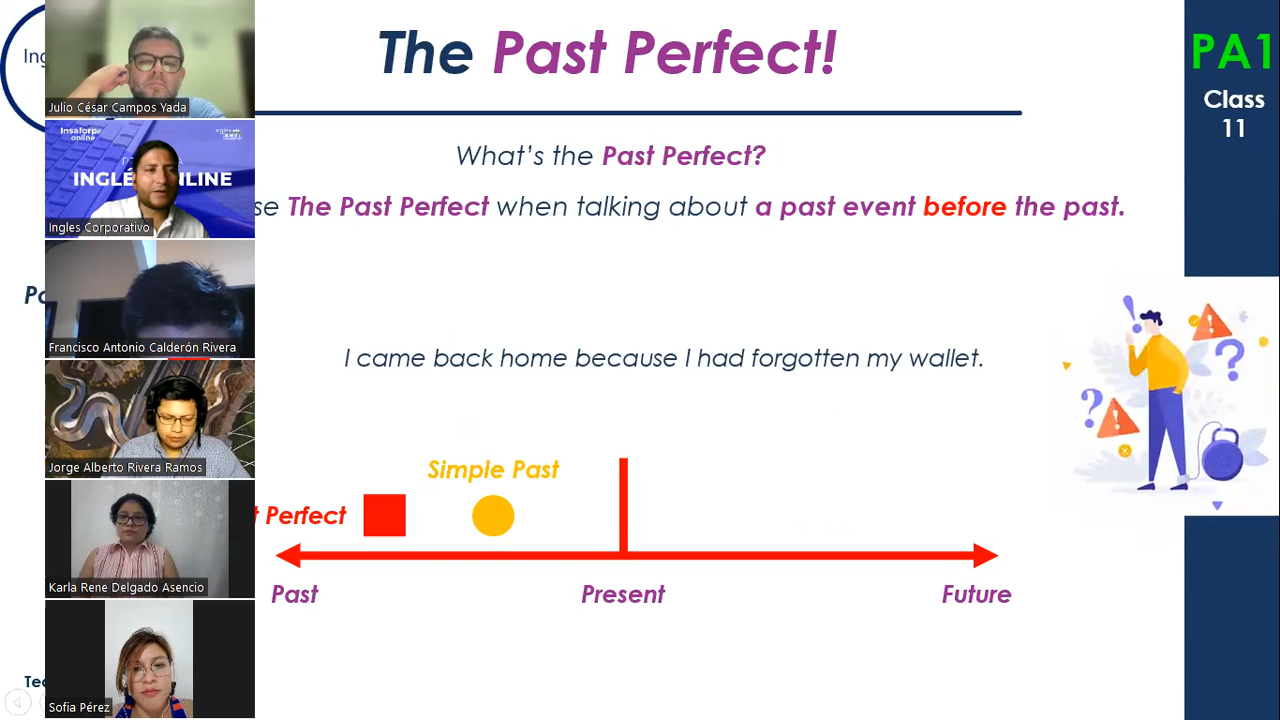 The Past Perfect!
PA1
Class
11
What's the Past Perfect?
se The Past Perfect when talking about a past event before the past.
I came back home because I had forgotten my wallet.
Simple Past
t Perfect
Past
Present
Future
Julio César Campos Yada
Insaforp
online
INGLÉ NLINE
Ingles Corporativo
Francisco Antonio Calderón Rivera
Jorge Alberto Rivera Ramos
Karla Rene Delgado Asencio
Sofia Pérez